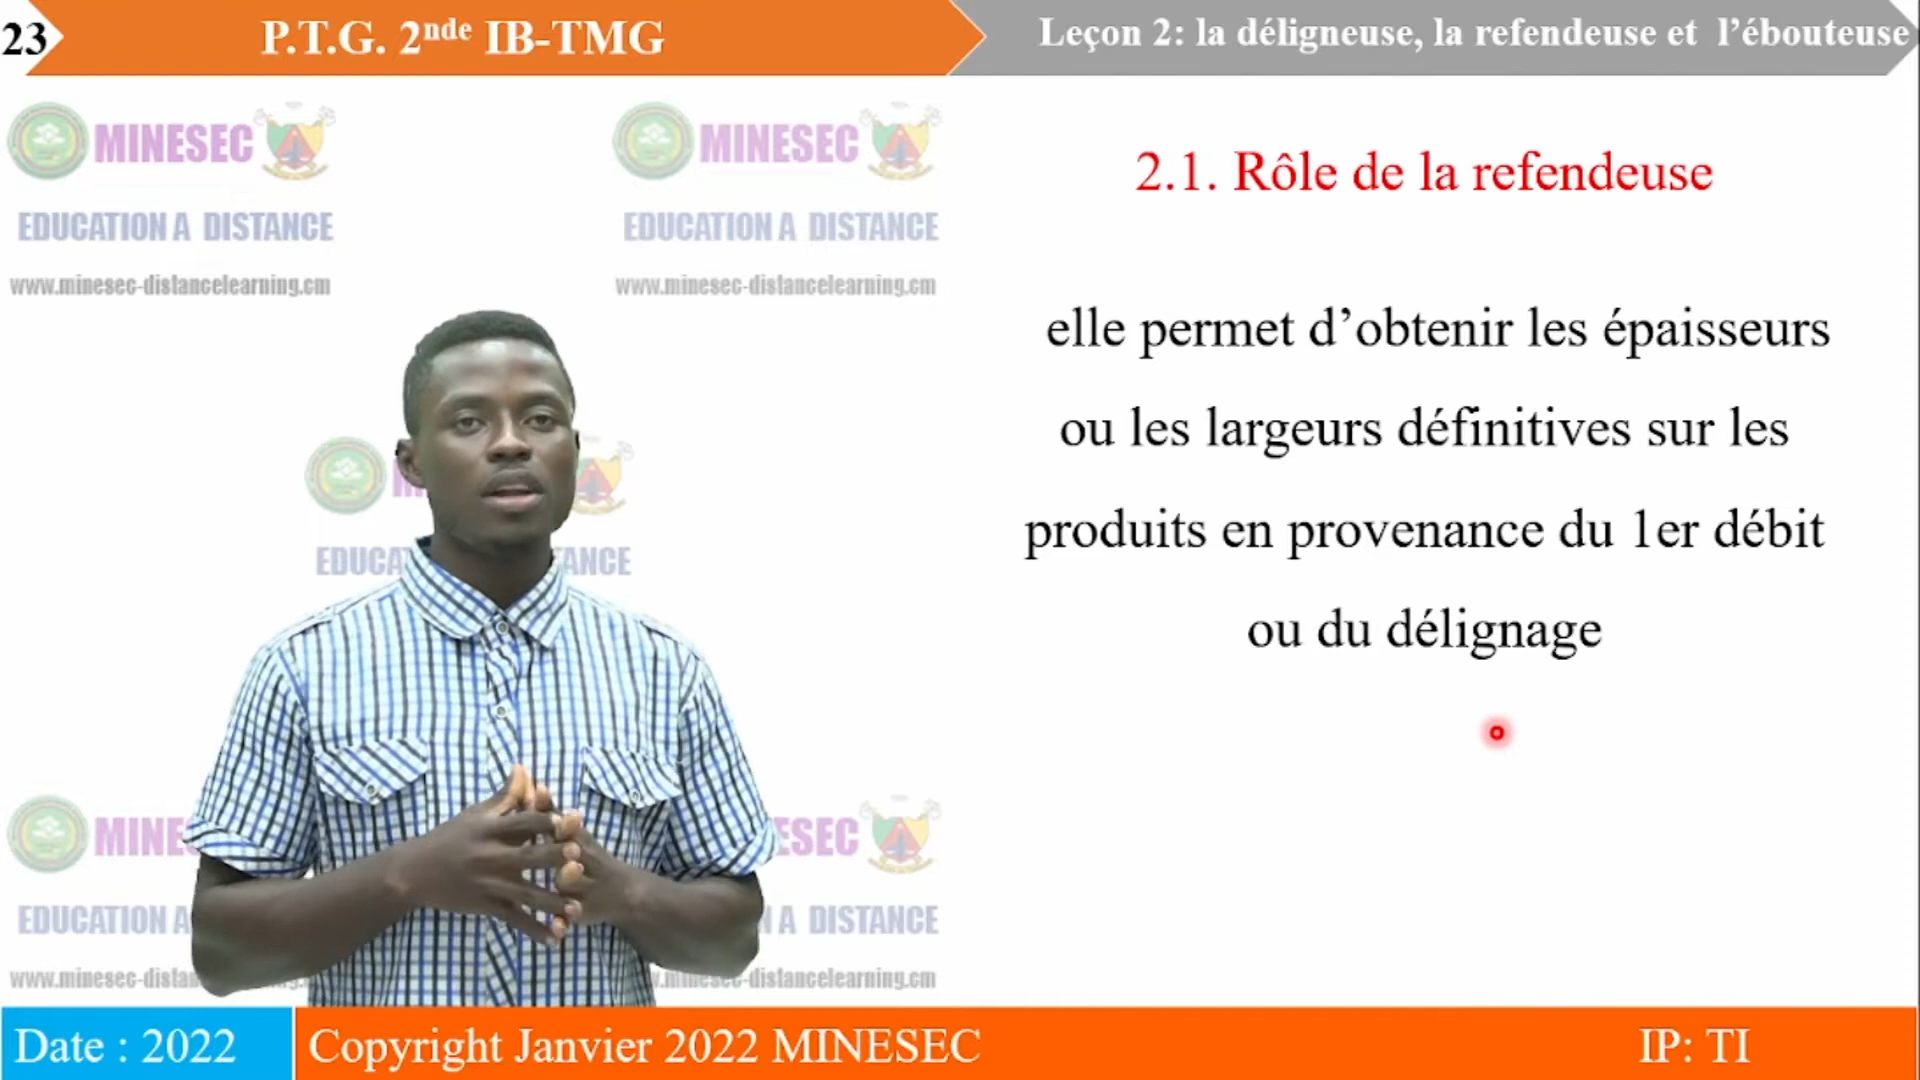 23
P.T.G. 2nde IB-TMG
Leçon 2: la déligneuse, la refendeuse et l’ébouteuse
MINESEC
EDUCATION A DISTANCE
www.minesec-distancelearning.cm
MINESEC
EDUCATION A DISTANCE
www.minesec-distancelearning.cm
2.1. Rôle de la refendeuse
elle permet d’obtenir les épaisseurs
ou les largeurs définitives sur les
produits en provenance du 1er débit
ou du délignage
Date : 2022
Copyright Janvier 2022 MINESEC
IP: TI